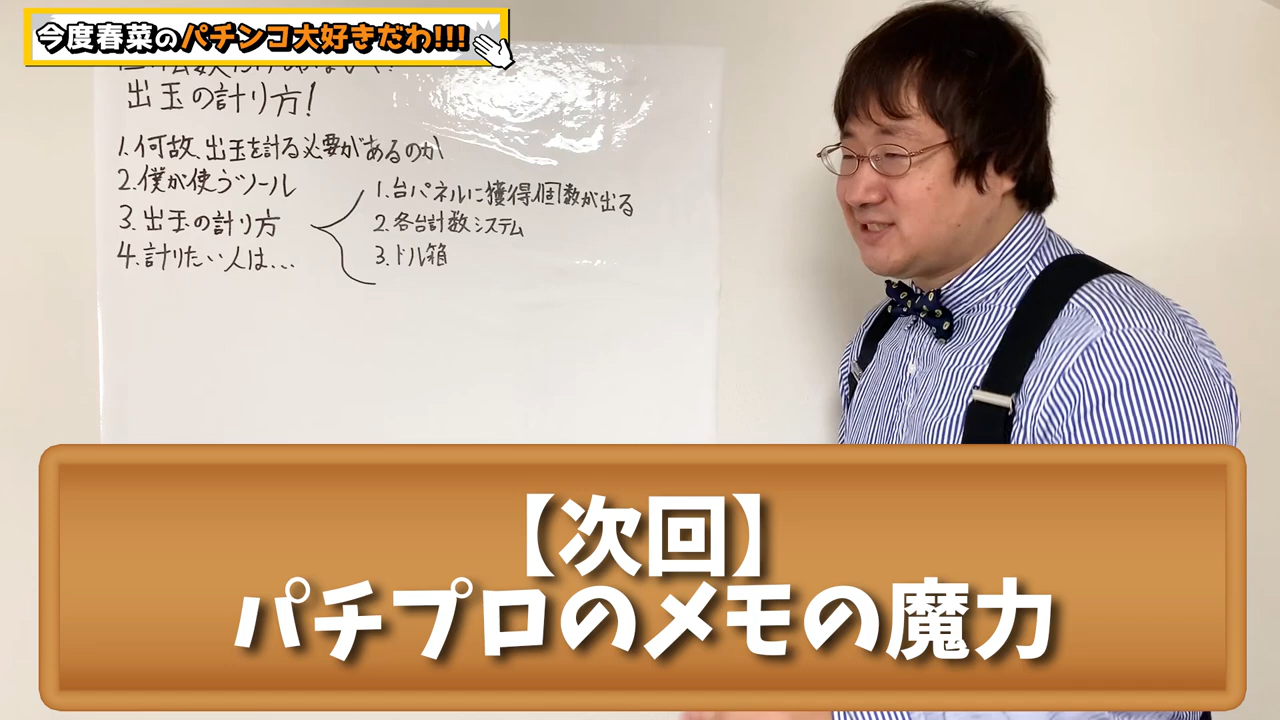 今度春菜のパチンコ大好きだわ!!!
出玉の計り方!
1.何故、出玉を計る必要があるのか
2.僕が使うツール
3.出玉の計り方
4.計りたい人は...
1.台パネルに獲得個数が出る
2.各台計数システム
3.ドル箱
【次回】
パチプロのメモの魔力